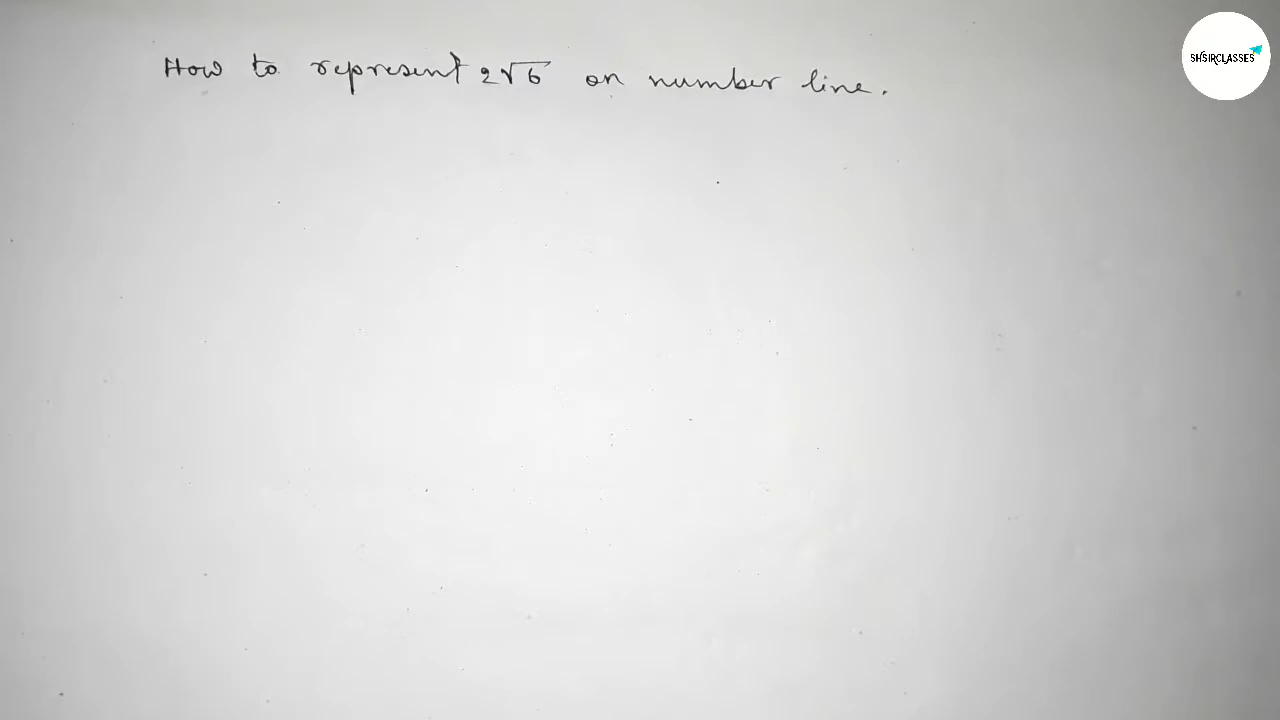 How to represent 2√6 on number line.
SHSIRCLASSES